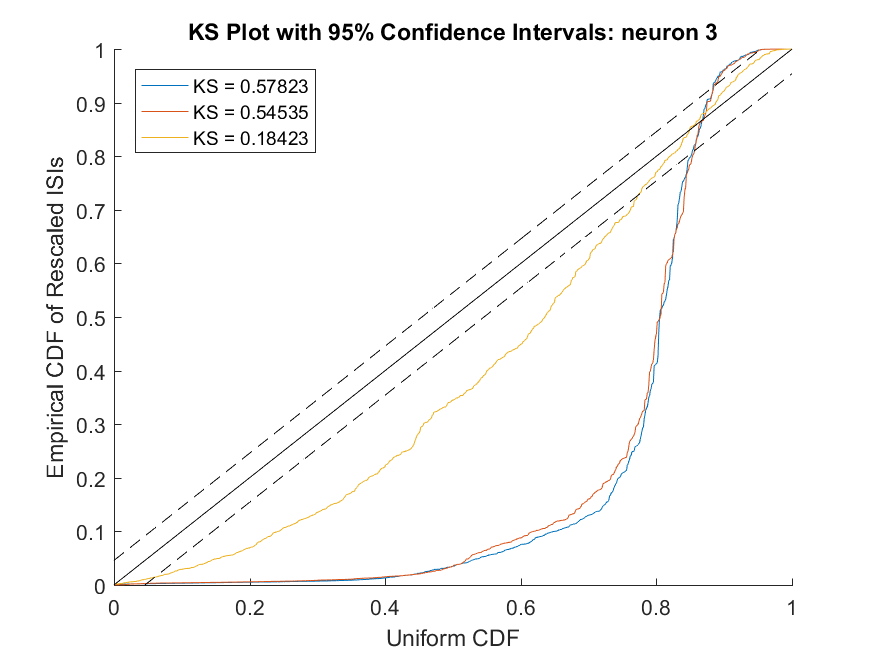 KS Plot with 95% Confidence Intervals: neuron 3
KS = 0.57823
KS = 0.54535
KS = 0.18423
Empirical CDF of Rescaled ISIs
1
0.9
0.8
0.7
0.6
0.5
0.4
0.3
0.2
0.1
0
0 0.2 0.4 0.6 0.8 1
Uniform CDF